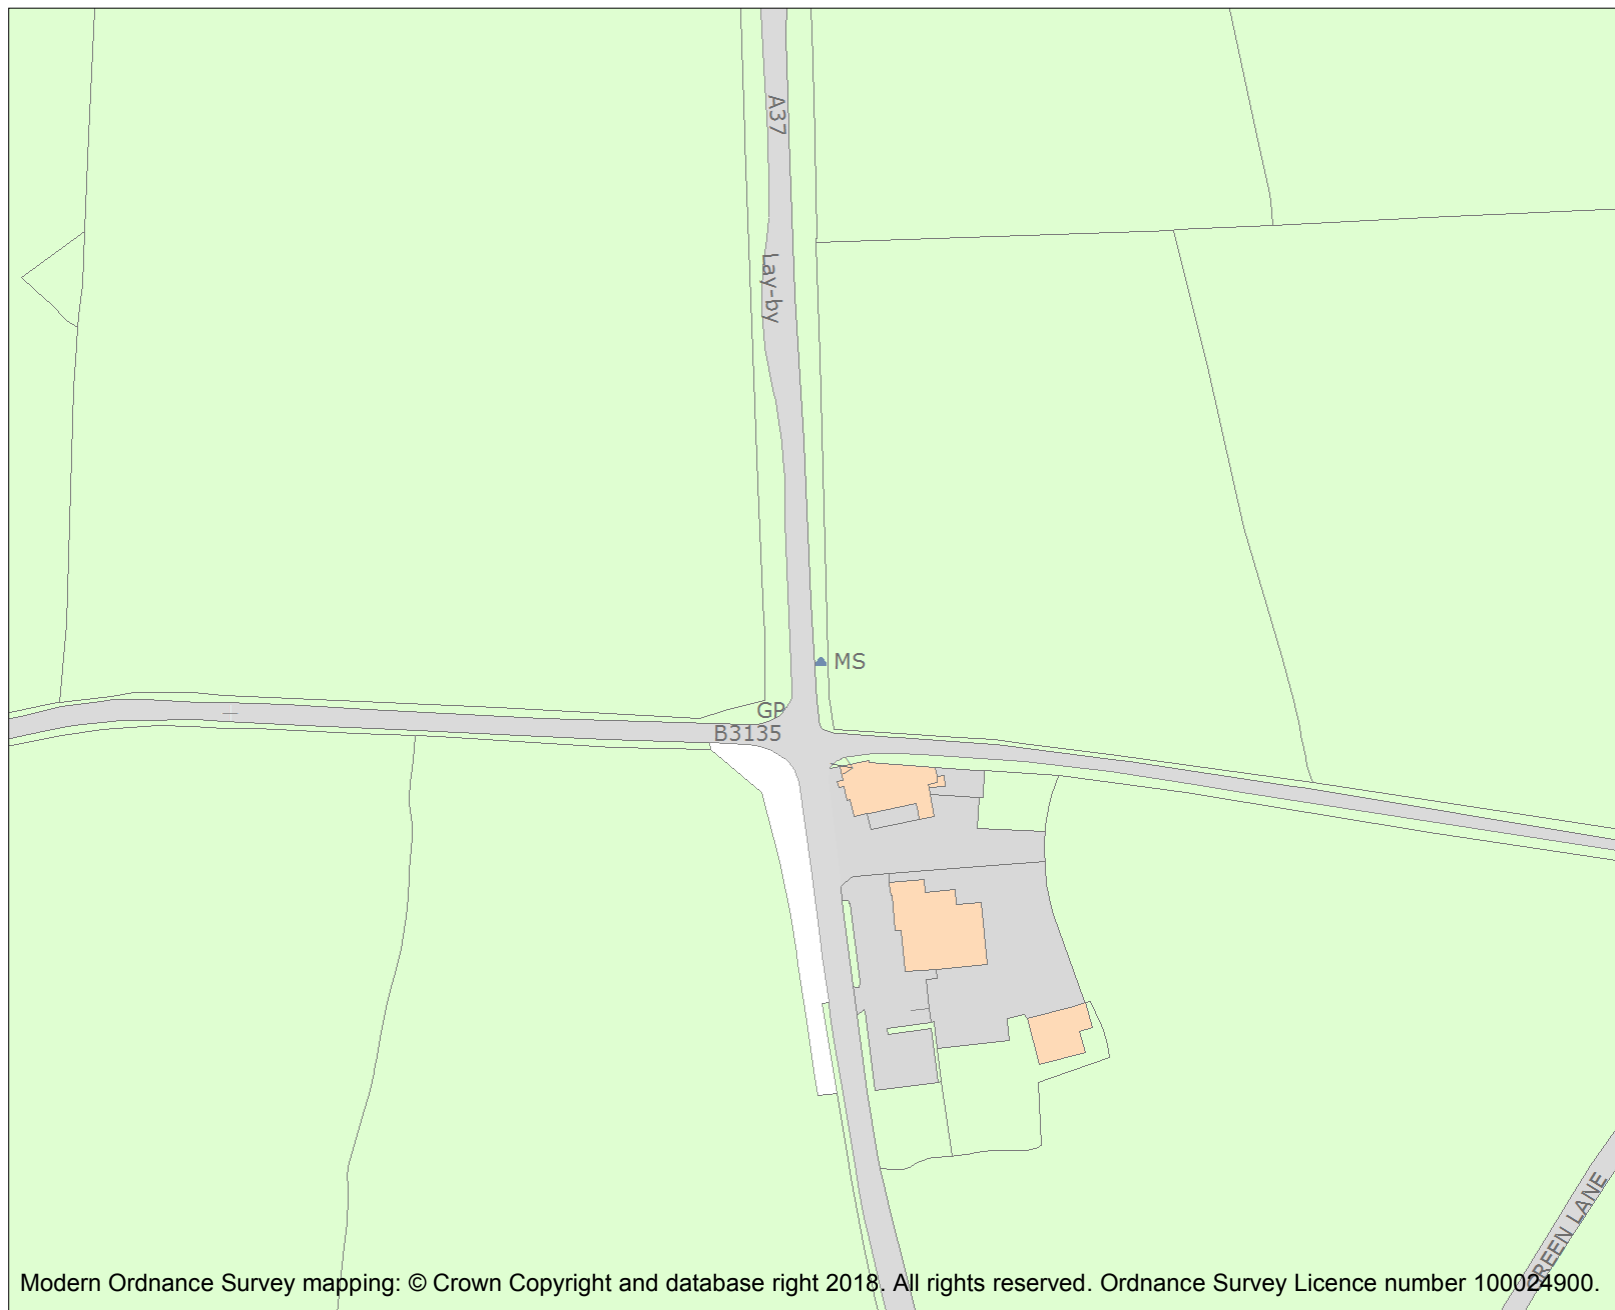 A37
Lay-by
MS
GP
B3135
REEN LANE
Modern Ordnance Survey mapping: © Crown Copyright and database right 2018. All rights reserved. Ordnance Survey Licence number 100024900.